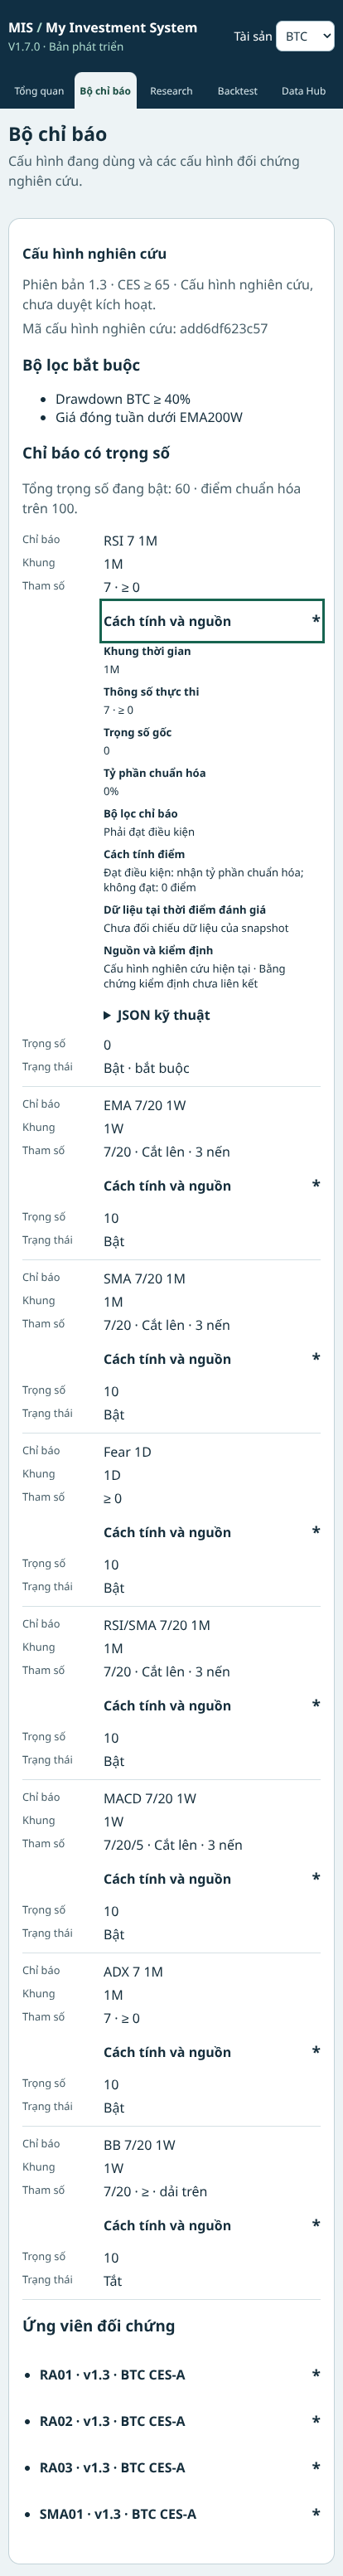 MIS / My Investment System
V1.7.0 · Bản phát triển
Tài sản BTC
Tổng quan Bộ chỉ báo Research Backtest Data Hub
Bộ chỉ báo
Cấu hình đang dùng và các cấu hình đối chứng
nghiên cứu.
Cấu hình nghiên cứu
Phiên bản 1.3 · CES ≥ 65 · Cấu hình nghiên cứu,
chưa duyệt kích hoạt.
Mã cấu hình nghiên cứu: add6df623c57
Bộ lọc bắt buộc
• Drawdown BTC ≥ 40%
• Giá đóng tuần dưới EMA200W
Chỉ báo có trọng số
Tổng trọng số đang bật: 60 · điểm chuẩn hóa
trên 100.
Chỉ báo RSI 7 1M
Khung 1M
Tham số 7 · ≥ 0
Cách tính và nguồn *
Khung thời gian
1M
Thông số thực thi
7 · ≥ 0
Trọng số gốc
0
Tỷ phần chuẩn hóa
0%
Bộ lọc chỉ báo
Phải đạt điều kiện
Cách tính điểm
Đạt điều kiện: nhận tỷ phần chuẩn hóa;
không đạt: 0 điểm
Dữ liệu tại thời điểm đánh giá
Chưa đối chiếu dữ liệu của snapshot
Nguồn và kiểm định
Cấu hình nghiên cứu hiện tại · Bằng
chứng kiểm định chưa liên kết
▶ JSON kỹ thuật
Trọng số 0
Trạng thái Bật · bắt buộc
Chỉ báo EMA 7/20 1W
Khung 1W
Tham số 7/20 · Cắt lên · 3 nến
Cách tính và nguồn *
Trọng số 10
Trạng thái Bật
Chỉ báo SMA 7/20 1M
Khung 1M
Tham số 7/20 · Cắt lên · 3 nến
Cách tính và nguồn *
Trọng số 10
Trạng thái Bật
Chỉ báo Fear 1D
Khung 1D
Tham số ≥ 0
Cách tính và nguồn *
Trọng số 10
Trạng thái Bật
Chỉ báo RSI/SMA 7/20 1M
Khung 1M
Tham số 7/20 · Cắt lên · 3 nến
Cách tính và nguồn *
Trọng số 10
Trạng thái Bật
Chỉ báo MACD 7/20 1W
Khung 1W
Tham số 7/20/5 · Cắt lên · 3 nến
Cách tính và nguồn *
Trọng số 10
Trạng thái Bật
Chỉ báo ADX 7 1M
Khung 1M
Tham số 7 · ≥ 0
Cách tính và nguồn *
Trọng số 10
Trạng thái Bật
Chỉ báo BB 7/20 1W
Khung 1W
Tham số 7/20 · ≥ · dải trên
Cách tính và nguồn *
Trọng số 10
Trạng thái Tắt
Ứng viên đối chứng
• RA01 · v1.3 · BTC CES-A *
• RA02 · v1.3 · BTC CES-A *
• RA03 · v1.3 · BTC CES-A *
• SMA01 · v1.3 · BTC CES-A *